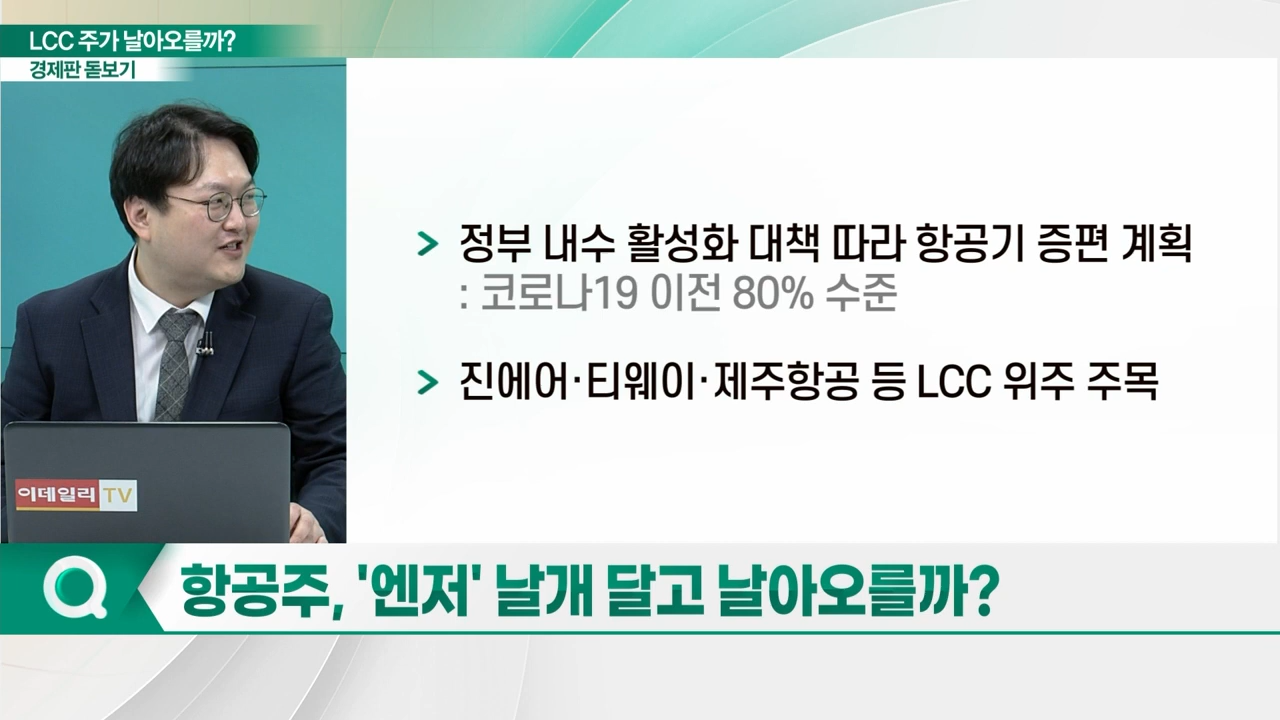 LCC 주가 날아오를까?
경제판 돋보기
> 정부 내수 활성화 대책 따라 항공기 증편 계획
: 코로나19 이전 80% 수준
> 진에어·티웨이·제주항공 등 LCC 위주 주목
이데일리 TV
항공주, '엔저' 날개 달고 날아오를까?